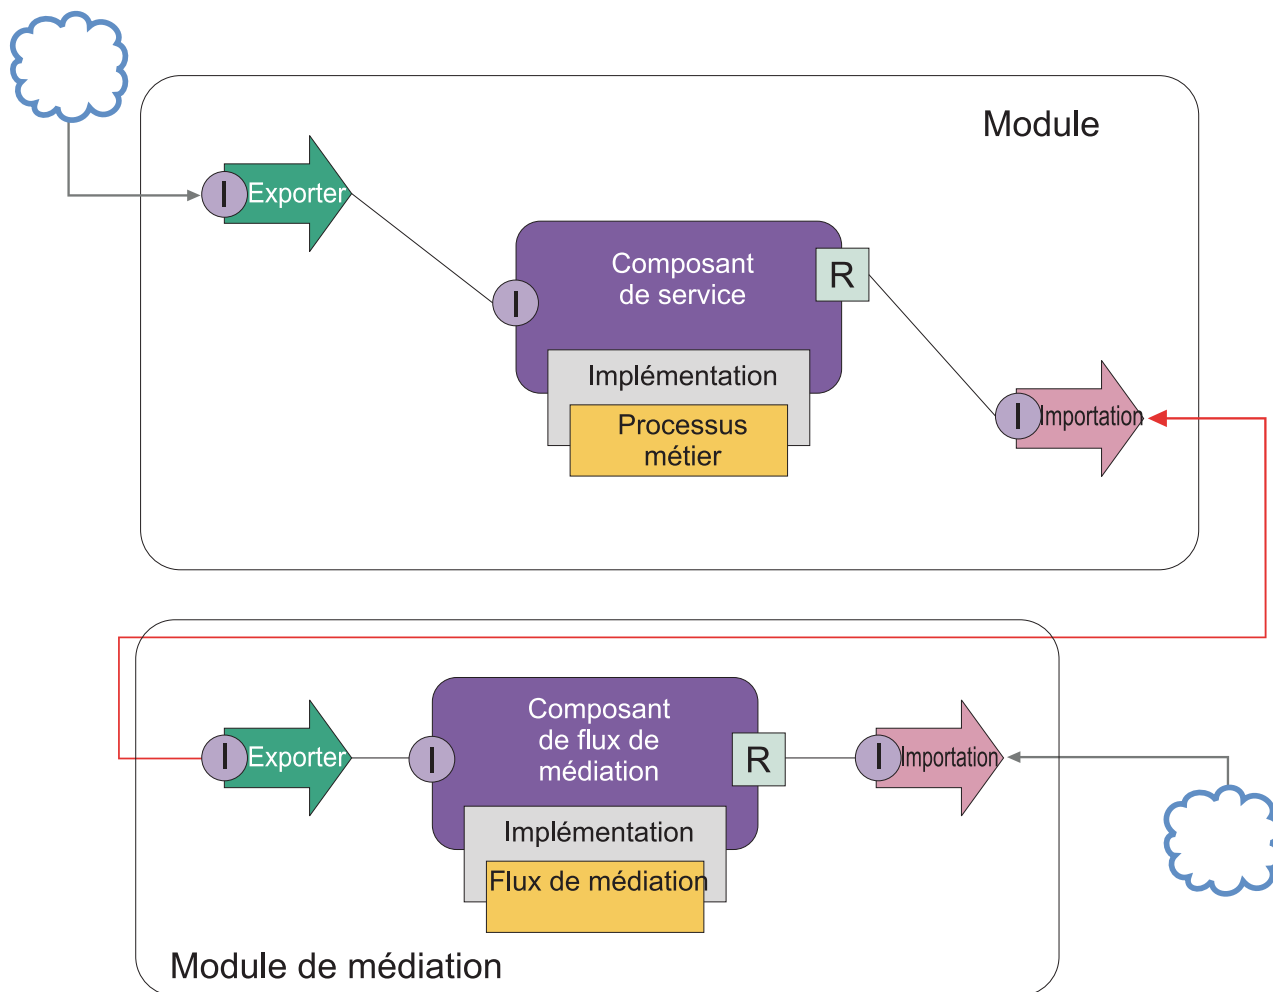 Module
I
Exporter
Composant
de service
R
I
Implémentation
Processus
métier
I
Importation
I
Exporter
I
Composant
de flux de
médiation
R
I
Importation
Implémentation
Flux de médiation
Module de médiation